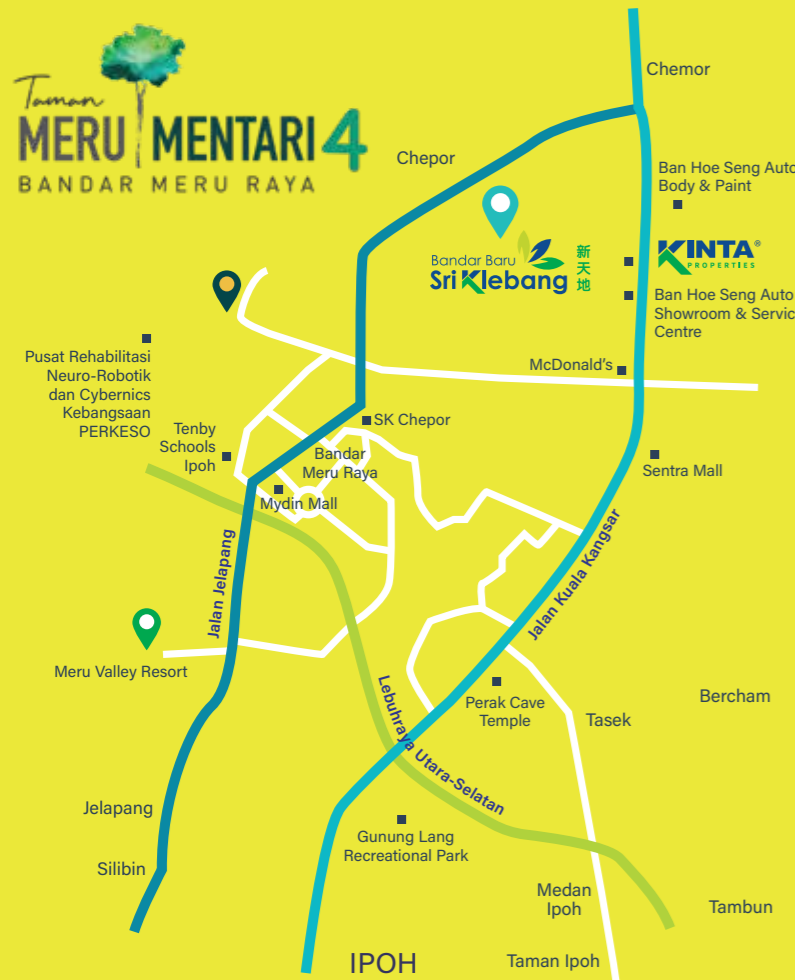 Taman
MERU MENTARI 4
BANDAR MERU RAYA
Chemor
Chepor
Ban Hoe Seng Auto
Body & Paint
Bandar Baru
Sri Klebang
新
天
地
KINTA®
PROPERTIES
Ban Hoe Seng Auto
Showroom & Servic
Centre
McDonald's
Pusat Rehabilitasi
Neuro-Robotik
dan Cybernics
Kebangsaan
PERKESO
Tenby
Schools
Ipoh
SK Chepor
Bandar
Meru Raya
Mydin Mall
Sentra Mall
Jalan Jelapang
Jalan Kuala Kangsar
Meru Valley Resort
Lebuhraya Utara-Selatan
Perak Cave
Temple
Tasek
Bercham
Jelapang
Silibin
Gunung Lang
Recreational Park
Medan
Ipoh
Tambun
IPOH
Taman Ipoh